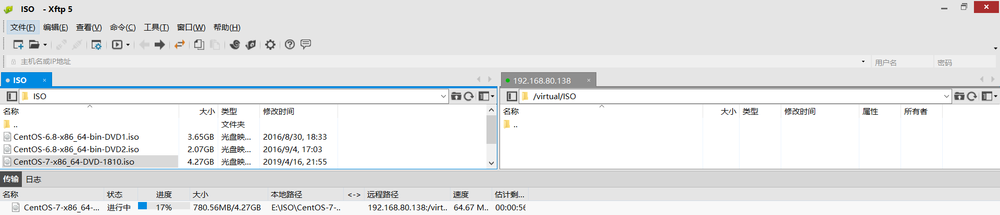 ISO - Xftp 5
文件(F) 编辑(E) 查看(V) 命令(C) 工具(T) 窗口(W) 帮助(H)
主机名或IP地址 用户名 密码
ISO × 192.168.80.138 ×
ISO /virtual/ISO
名称 大小 类型 修改时间 名称 大小 类型 修改时间 属性 所有者
.. 文件夹 ..
CentOS-6.8-x86_64-bin-DVD1.iso 3.65GB 光盘映... 2016/8/30, 18:33
CentOS-6.8-x86_64-bin-DVD2.iso 2.07GB 光盘映... 2016/9/4, 17:03
CentOS-7-x86_64-DVD-1810.iso 4.27GB 光盘映... 2019/4/16, 21:55
传输 日志
名称 状态 进度 大小 本地路径 <-> 远程路径 速度 估计剩...
CentOS-7-x86_64-... 进行中 17% 780.56MB/4.27GB E:\ISO\CentOS-7-.. 192.168.80.138:/virt.. 64.67 M.. 00:00:56